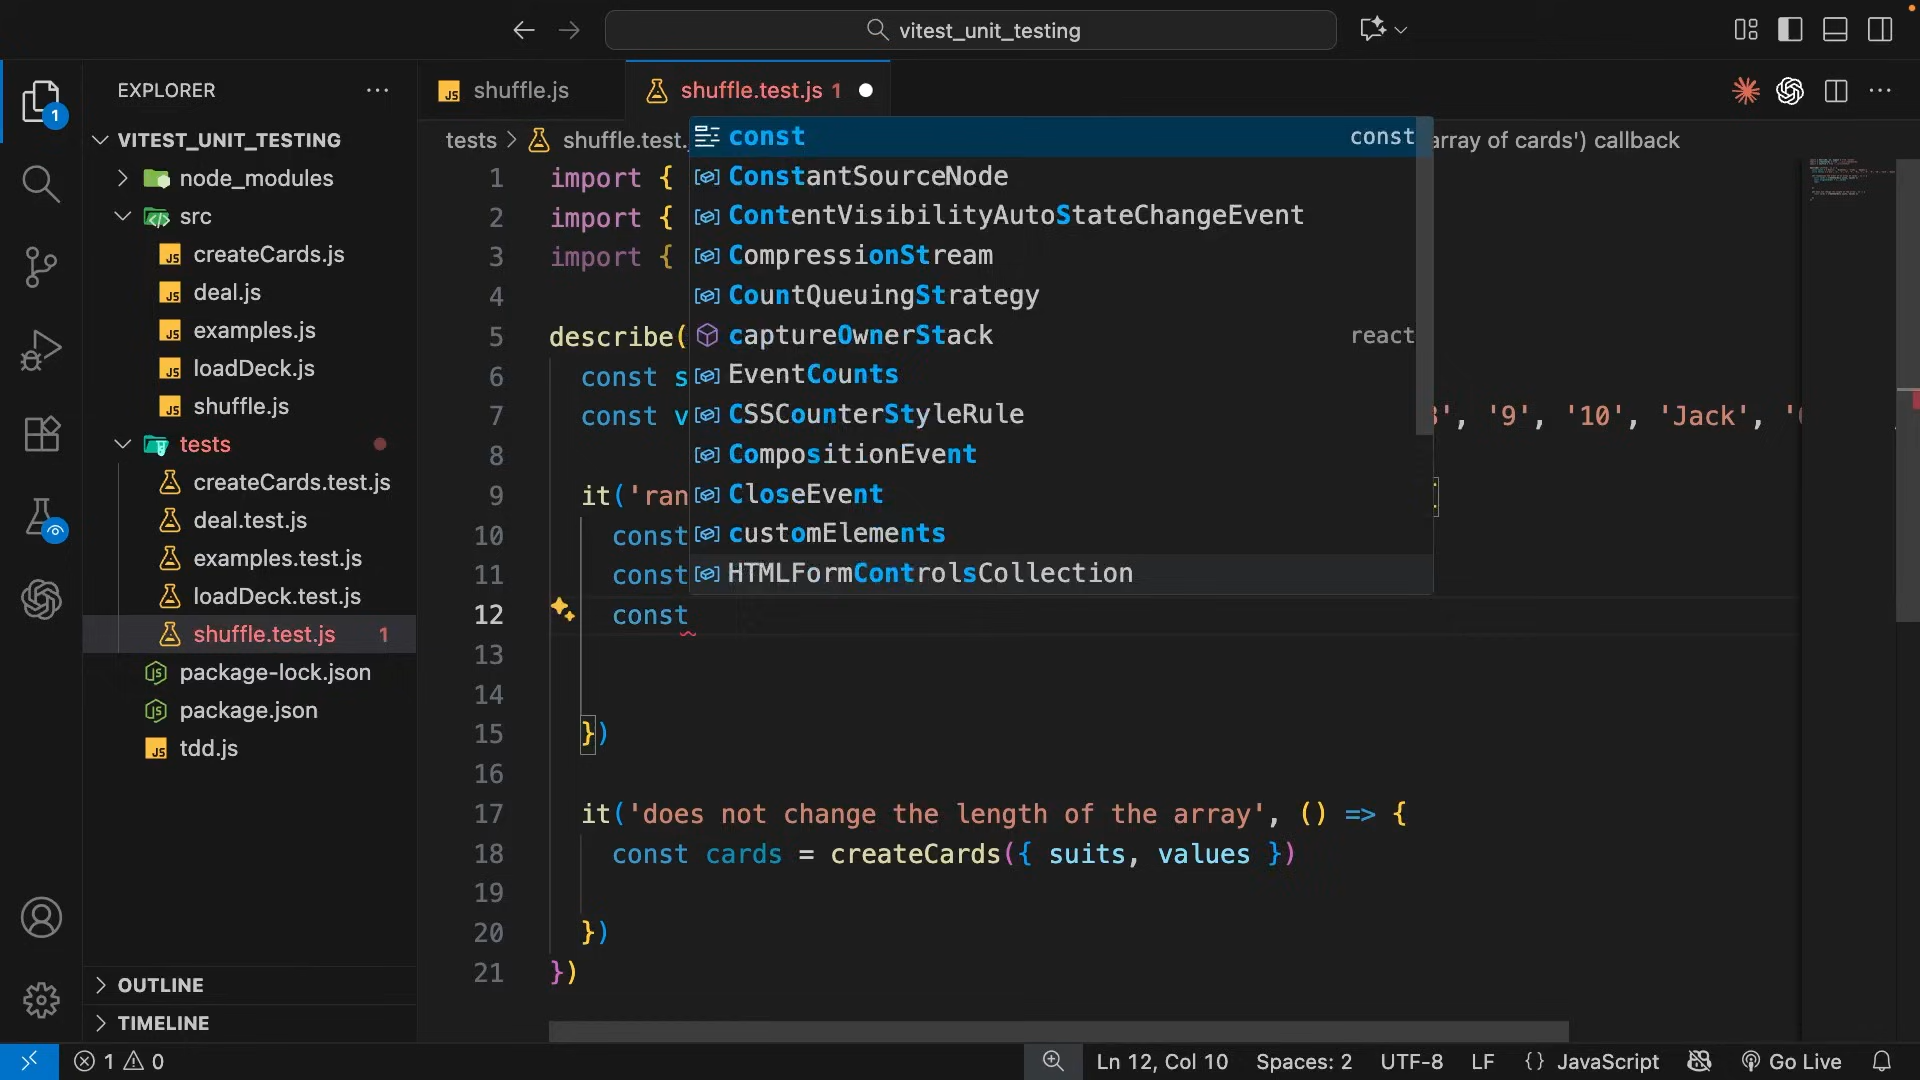 vitest_unit_testing
EXPLORER
shuffle.js
shuffle.test.js 1
VITEST_UNIT_TESTING
node_modules
src
createCards.js
deal.js
examples.js
loadDeck.js
shuffle.js
tests
createCards.test.js
deal.test.js
examples.test.js
loadDeck.test.js
shuffle.test.js 1
package-lock.json
package.json
tdd.js
OUTLINE
TIMELINE
1
tests > shuffle.test.
array of cards') callback
const const
ConstantSourceNode
ContentVisibilityAutoStateChangeEvent
CompressionStream
CountQueuingStrategy
captureOwnerStack react
EventCounts
CSSCounterStyleRule
CompositionEvent
CloseEvent
customElements
HTMLFormControlsCollection
1 import {
2 import {
3 import {
4
5 describe(
6 const s
7 const v ', '9', '10', 'Jack', '
8
9 it('ran
10 const
11 const
12 const
13
14
15 })
16
17 it('does not change the length of the array', () => {
18 const cards = createCards({ suits, values })
19
20 })
21 })
1 0
Ln 12, Col 10
Spaces: 2
UTF-8
LF
{} JavaScript
Go Live